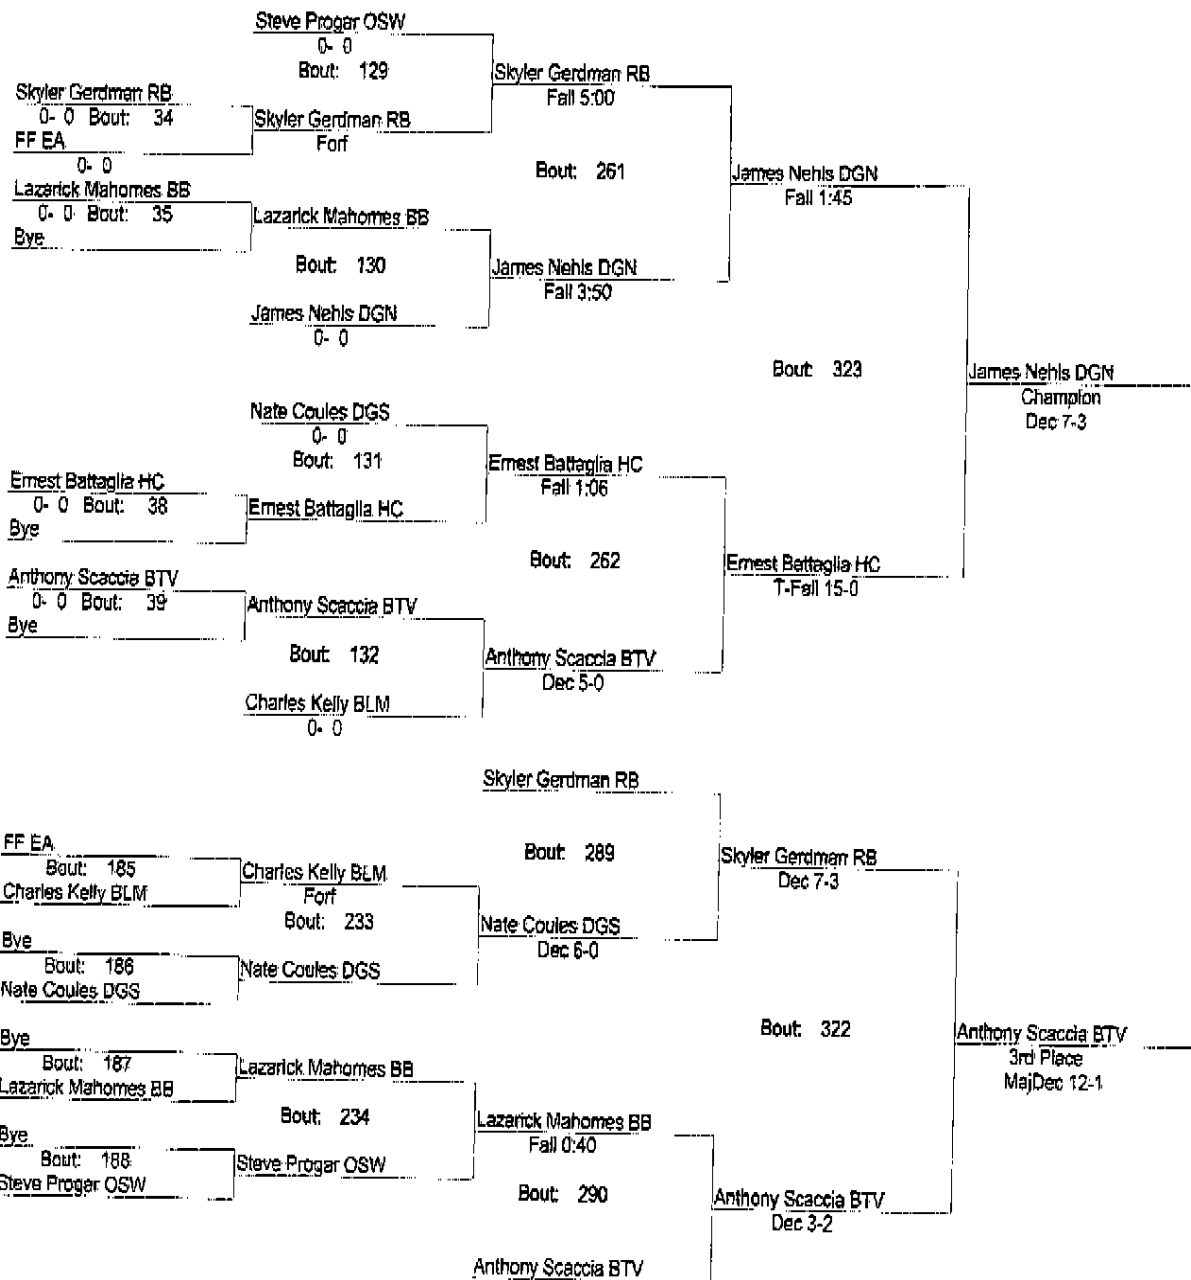 Steve Progar OSW
0- 0
Bout: 129
Skyler Gerdman RB
Fall 5:00
Skyler Gerdman RB
0- 0 Bout: 34
Skyler Gerdman RB
Forf
FF EA
0- 0
Bout: 261
James Nehls DGN
Fall 1:45
Lazarick Mahomes BB
0- 0 Bout: 35
Lazarick Mahomes BB
Bye
Bout: 130
James Nehls DGN
Fall 3:50
James Nehls DGN
0- 0
Bout: 323
James Nehls DGN
Champion
Dec 7-3
Nate Coules DGS
0- 0
Bout: 131
Ernest Battaglia HC
Fall 1:06
Ernest Battaglia HC
0- 0 Bout: 38
Ernest Battaglia HC
Bye
Bout: 262
Ernest Battaglia HC
T-Fall 15-0
Anthony Scaccia BTV
0- 0 Bout: 39
Anthony Scaccia BTV
Bye
Bout: 132
Anthony Scaccia BTV
Dec 5-0
Charles Kelly BLM
0- 0
Skyler Gerdman RB
FF EA
Bout: 185
Charles Kelly BLM
Charles Kelly BLM
Forf
Bout: 289
Skyler Gerdman RB
Dec 7-3
Bout: 233
Nate Coules DGS
Dec 6-0
Bye
Bout: 186
Nate Coules DGS
Nate Coules DGS
Bout: 322
Anthony Scaccia BTV
3rd Place
MajDec 12-1
Bye
Bout: 187
Lazarick Mahomes BB
Lazarick Mahomes BB
Bout: 234
Lazarick Mahomes BB
Fall 0:40
Bye
Bout: 188
Steve Progar OSW
Steve Progar OSW
Bout: 290
Anthony Scaccia BTV
Dec 3-2
Anthony Scaccia BTV